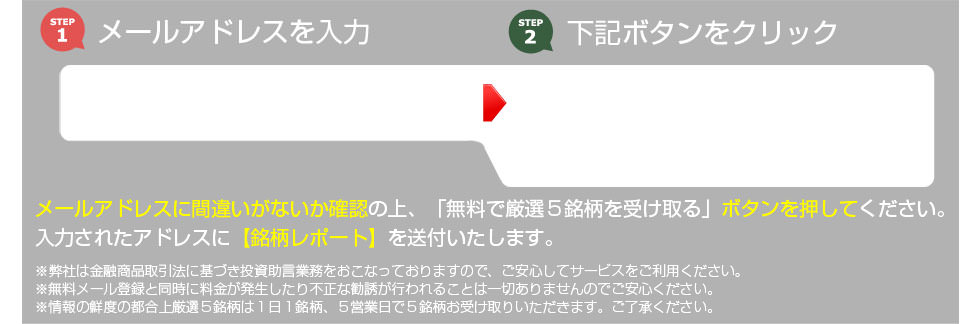 STEP 1 メールアドレスを入力
STEP 2 下記ボタンをクリック
メールアドレスに間違いがないか確認の上、「無料で厳選５銘柄を受け取る」ボタンを押してください。
入力されたアドレスに【銘柄レポート】を送付いたします。
※弊社は金融商品取引法に基づき投資助言業務をおこなっておりますので、ご安心してサービスをご利用ください。
※無料メール登録と同時に料金が発生したり不正な勧誘が行われることは一切ありませんのでご安心ください。
※情報の鮮度の都合上厳選５銘柄は１日１銘柄、５営業日で５銘柄お受け取りいただきます。ご了承ください。